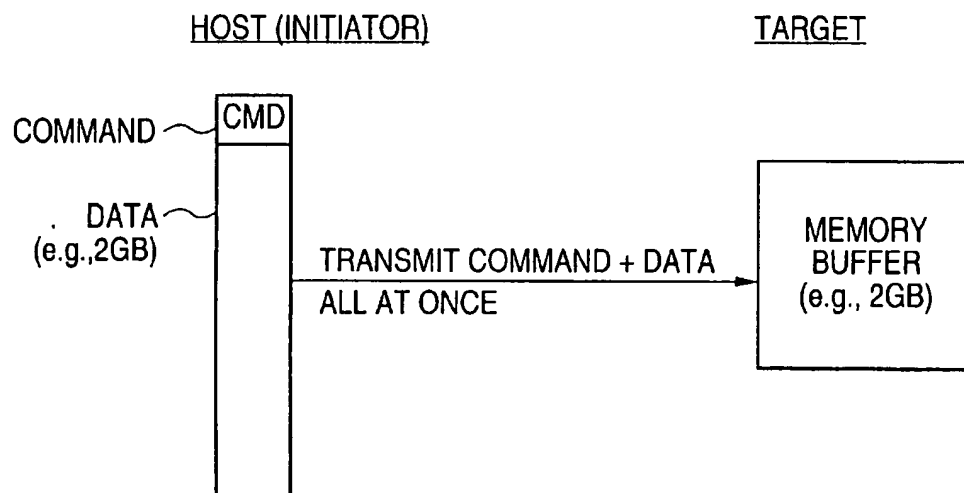 HOST (INITIATOR)
TARGET
CMD
COMMAND
DATA
(e.g.,2GB)
TRANSMIT COMMAND + DATA
ALL AT ONCE
MEMORY
BUFFER
(e.g., 2GB)